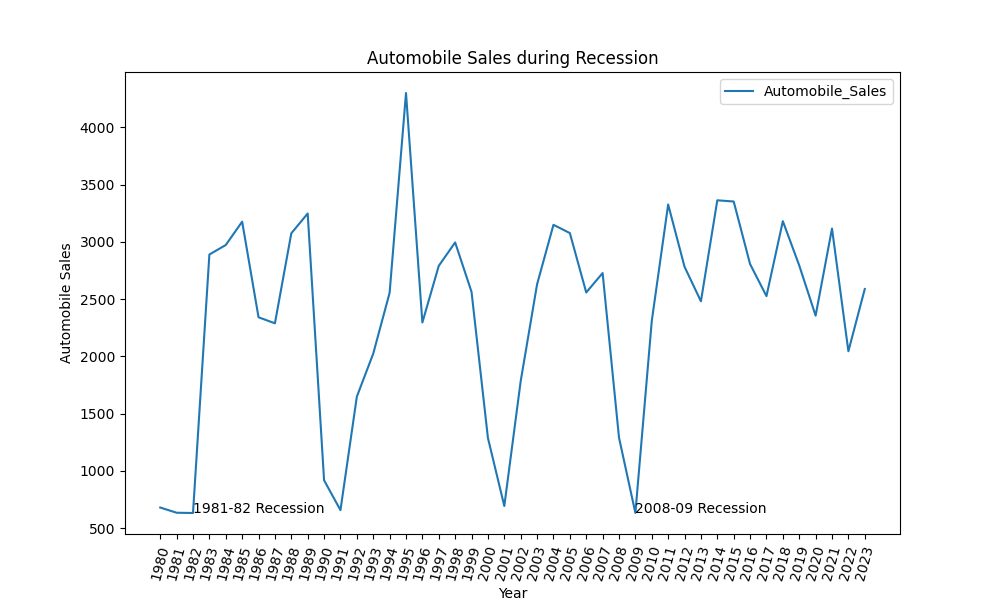 Automobile Sales during Recession
Automobile_Sales
4000
3500
3000
2500
2000
1500
1000
500
Automobile Sales
1981-82 Recession
2008-09 Recession
1980 1981 1982 1983 1984 1985 1986 1987 1988 1989 1990 1991 1992 1993 1994 1995 1996 1997 1998 1999 2000 2001 2002 2003 2004 2005 2006 2007 2008 2009 2010 2011 2012 2013 2014 2015 2016 2017 2018 2019 2020 2021 2022 2023
Year